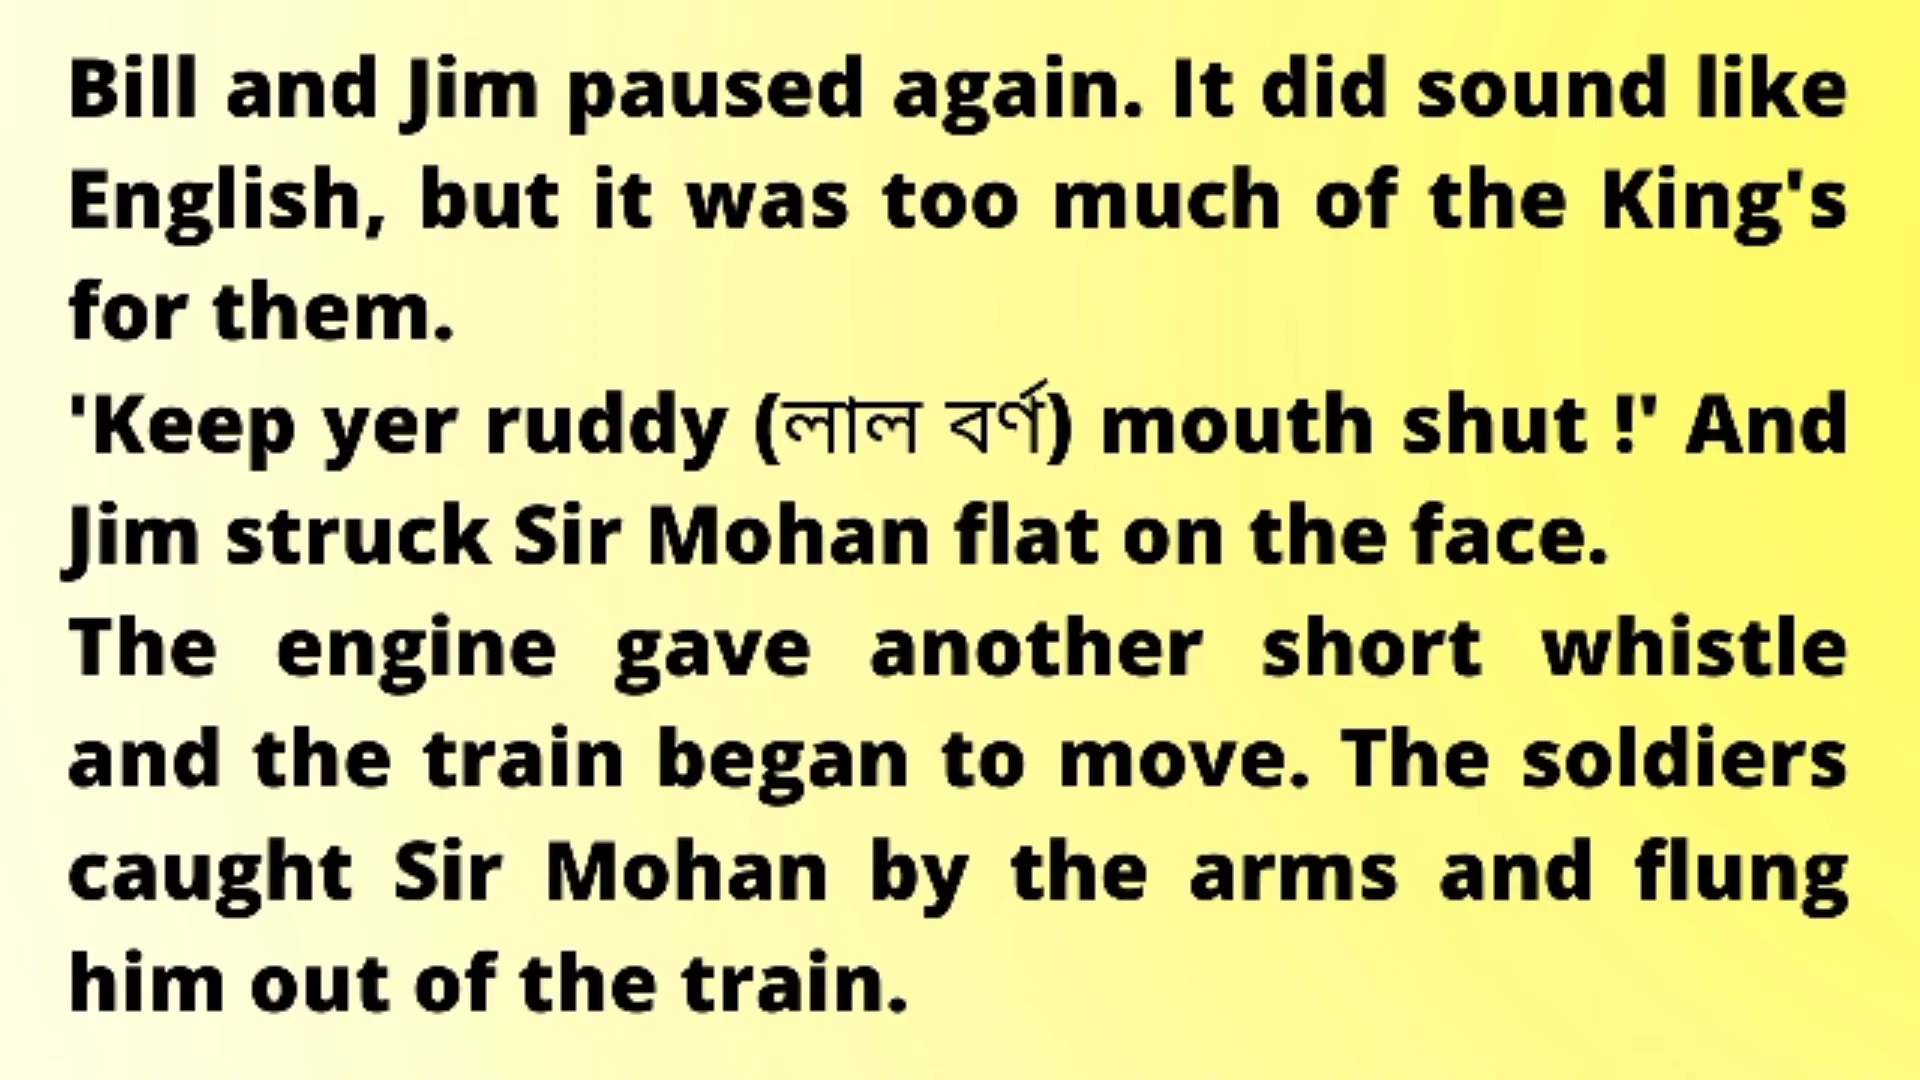 Bill and Jim paused again. It did sound like
English, but it was too much of the King's
for them.
'Keep yer ruddy (লাল বর্ণ) mouth shut !' And
Jim struck Sir Mohan flat on the face.
The engine gave another short whistle
and the train began to move. The soldiers
caught Sir Mohan by the arms and flung
him out of the train.